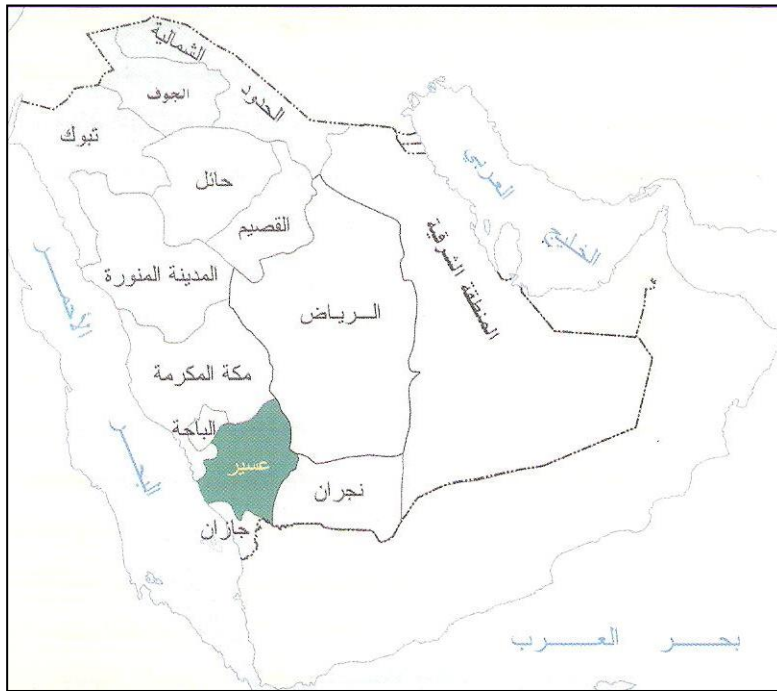 الحدود الشمالية
الجوف
تبوك
حائل
القصيم
المدينة المنورة
الـرياض
المنطقة الشرقية
الخليج العربي
البحر الأحمر
مكة المكرمة
الباحة
عسير
نجران
جازان
بحر العرب